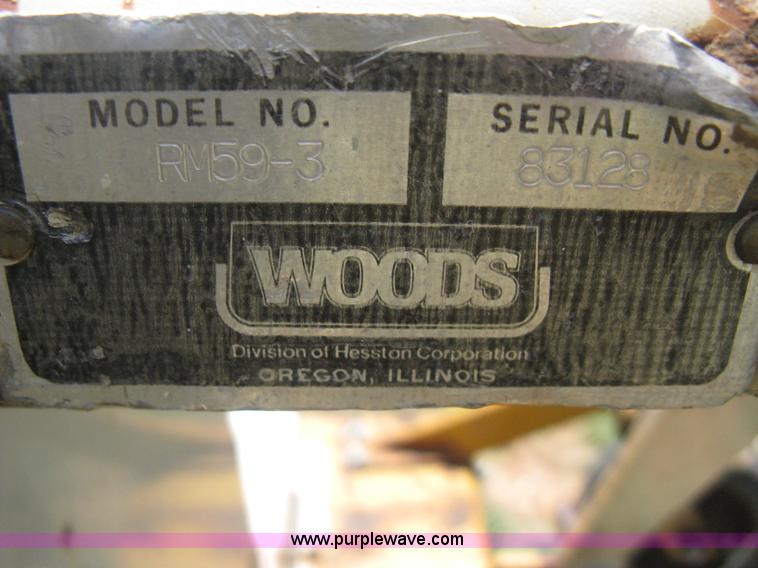 MODEL NO.
RM59-3
SERIAL NO.
83128
WOODS
Division of Hesston Corporation
OREGON, ILLINOIS
www.purplewave.com